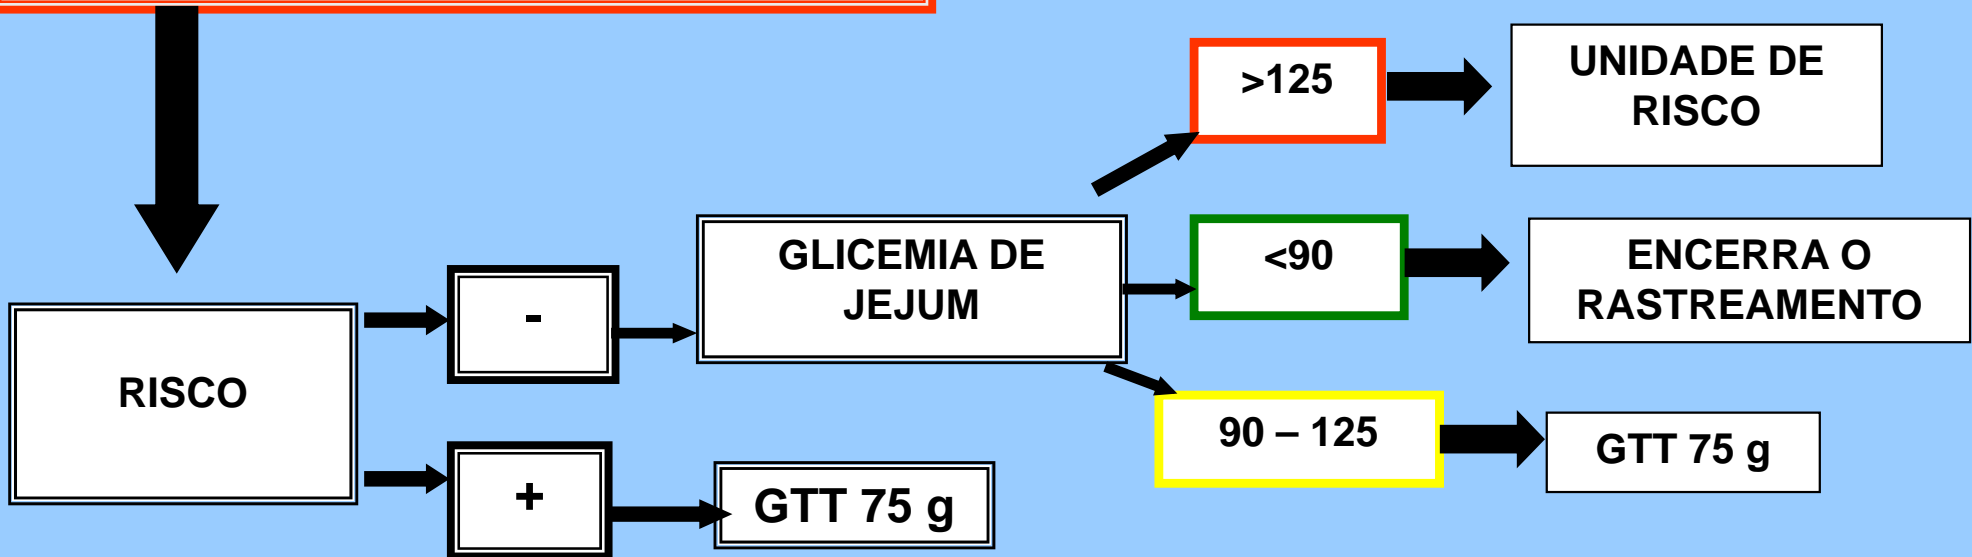 RISCO
-
+
GTT 75 g
GLICEMIA DE
JEJUM
>125
UNIDADE DE
RISCO
<90
ENCERRA O
RASTREAMENTO
90 – 125
GTT 75 g